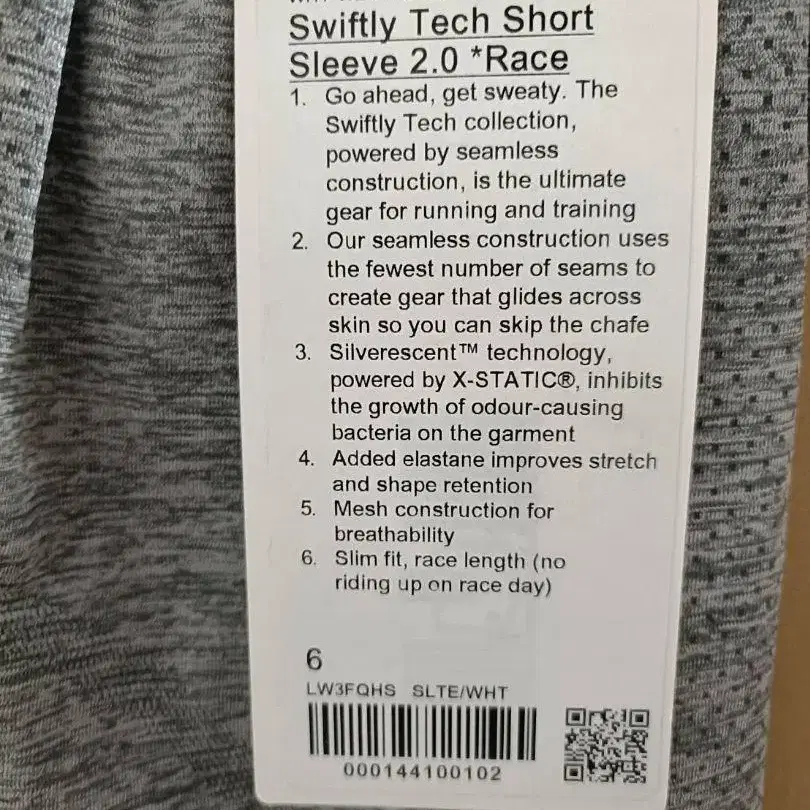 Swiftly Tech Short
Sleeve 2.0 *Race
1. Go ahead, get sweaty. The
Swiftly Tech collection,
powered by seamless
construction, is the ultimate
gear for running and training
2. Our seamless construction uses
the fewest number of seams to
create gear that glides across
skin so you can skip the chafe
3. Silverescent™ technology,
powered by X-STATIC®, inhibits
the growth of odour-causing
bacteria on the garment
4. Added elastane improves stretch
and shape retention
5. Mesh construction for
breathability
6. Slim fit, race length (no
riding up on race day)
6
LW3FQHS SLTE/WHT
000144100102